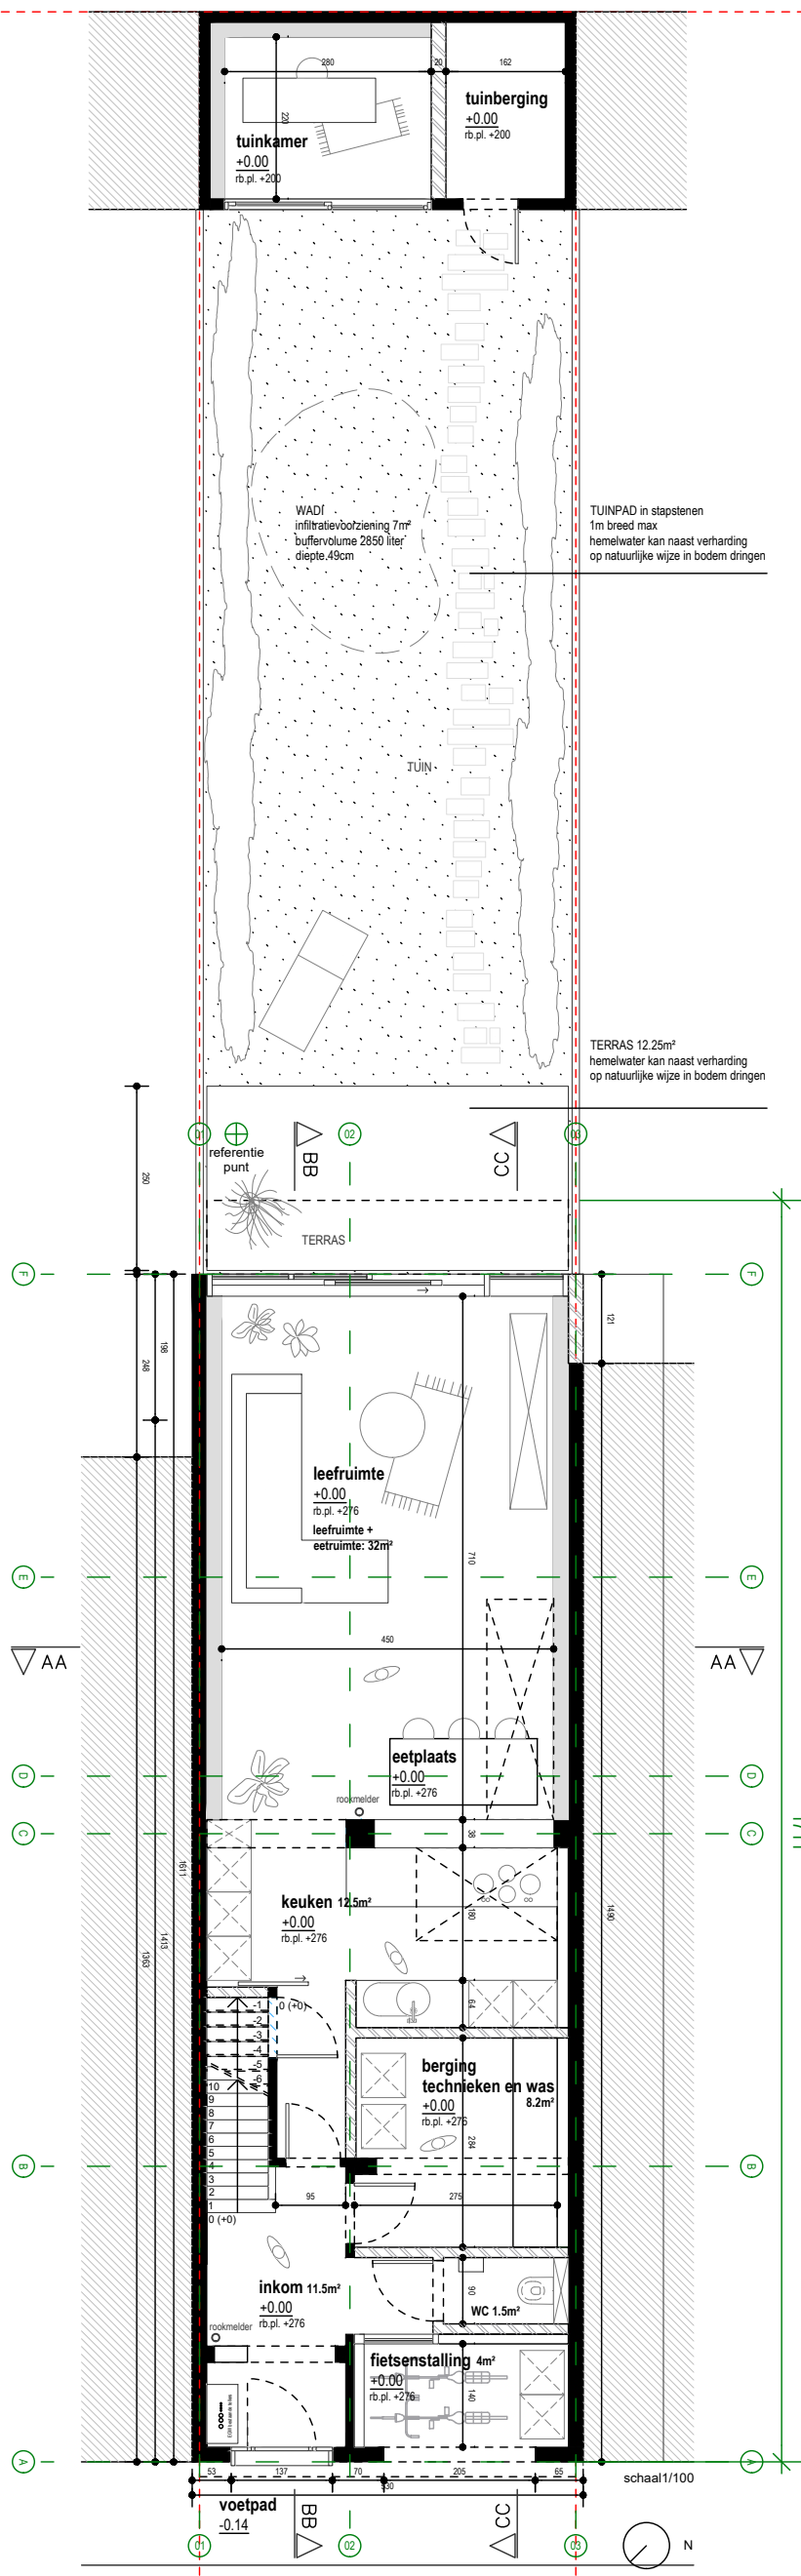 280
20
162
220
tuinkamer
+0.00
rb.pl. +200
tuinberging
+0.00
rb.pl. +200
WADI
infiltratievoorziening 7m²
buffervolume 2850 liter
diepte.49cm
TUINPAD in stapstenen
1m breed max
hemelwater kan naast verharding
op natuurlijke wijze in bodem dringen
TUIN
TERRAS 12.25m²
hemelwater kan naast verharding
op natuurlijke wijze in bodem dringen
01
02
03
referentie
punt
BB
CC
250
TERRAS
F
F
198
248
121
leefruimte
+0.00
rb.pl. +276
leefruimte +
eetruimte: 32m²
710
E
E
450
AA
AA
eetplaats
+0.00
rb.pl. +276
D
D
rookmelder
C
C
38
keuken 12.5m²
+0.00
rb.pl. +276
180
1611
1413
1363
1490
64
0 (+0)
-1
-2
-3
-4
-5
-6
10
9
8
7
6
5
4
3
2
1
0 (+0)
berging
technieken en was
8.2m²
+0.00
rb.pl. +276
284
B
B
95
275
inkom 11.5m²
+0.00
rb.pl. +276
rookmelder
90
WC 1.5m²
fietsenstalling 4m²
+0.00
rb.pl. +276
140
A
A
53
137
70
205
65
530
schaal1/100
voetpad
-0.14
BB
CC
01
02
03
N